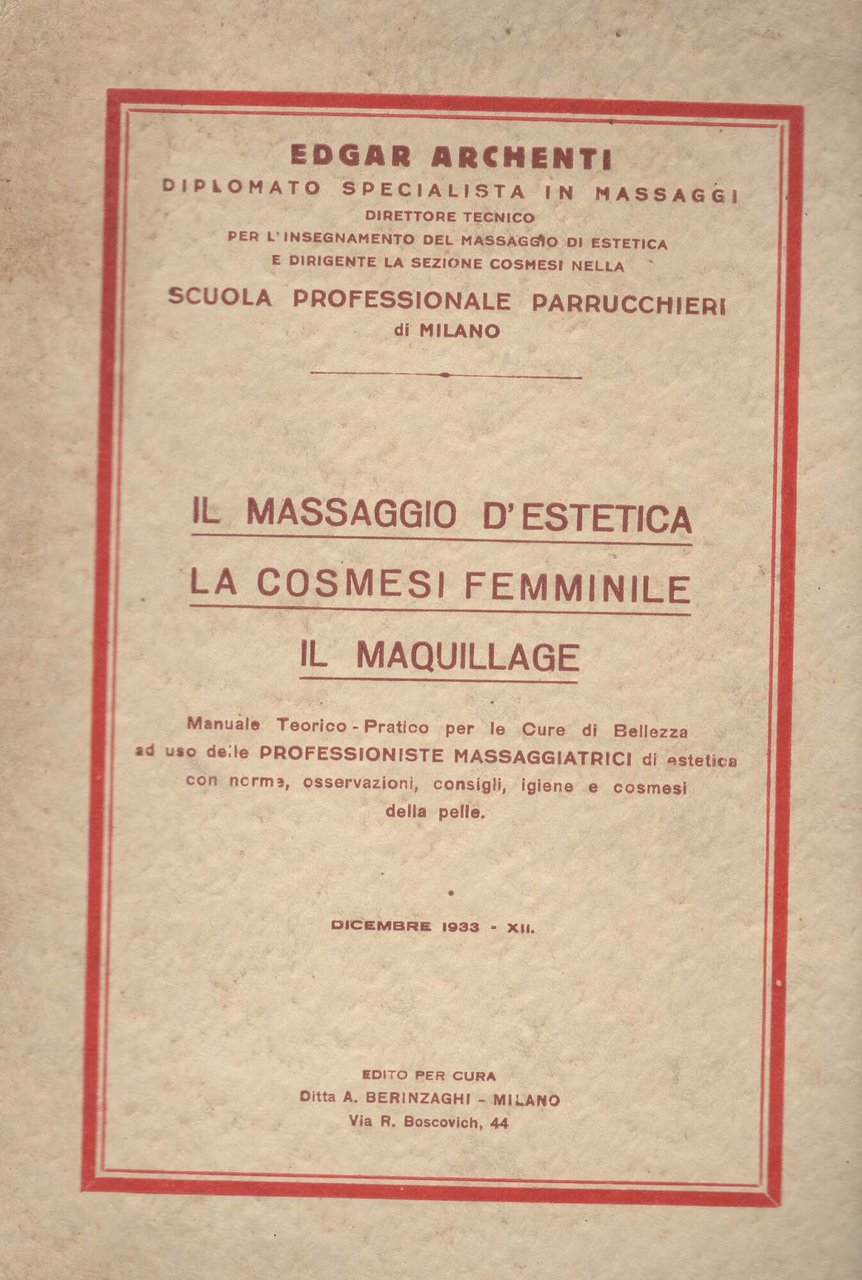 EDGAR ARCHENTI
DIPLOMATO SPECIALISTA IN MASSAGGI
DIRETTORE TECNICO
PER L'INSEGNAMENTO DEL MASSAGGIO DI ESTETICA
E DIRIGENTE LA SEZIONE COSMESI NELLA
SCUOLA PROFESSIONALE PARRUCCHIERI
di MILANO
IL MASSAGGIO D'ESTETICA
LA COSMESI FEMMINILE
IL MAQUILLAGE
Manuale Teorico - Pratico per le Cure di Bellezza
ad uso delle PROFESSIONISTE MASSAGGIATRICI di estetica
con norme, osservazioni, consigli, igiene e cosmesi
della pelle.
DICEMBRE 1933 - XII.
EDITO PER CURA
Ditta A. BERINZAGHI - MILANO
Via R. Boscovich, 44